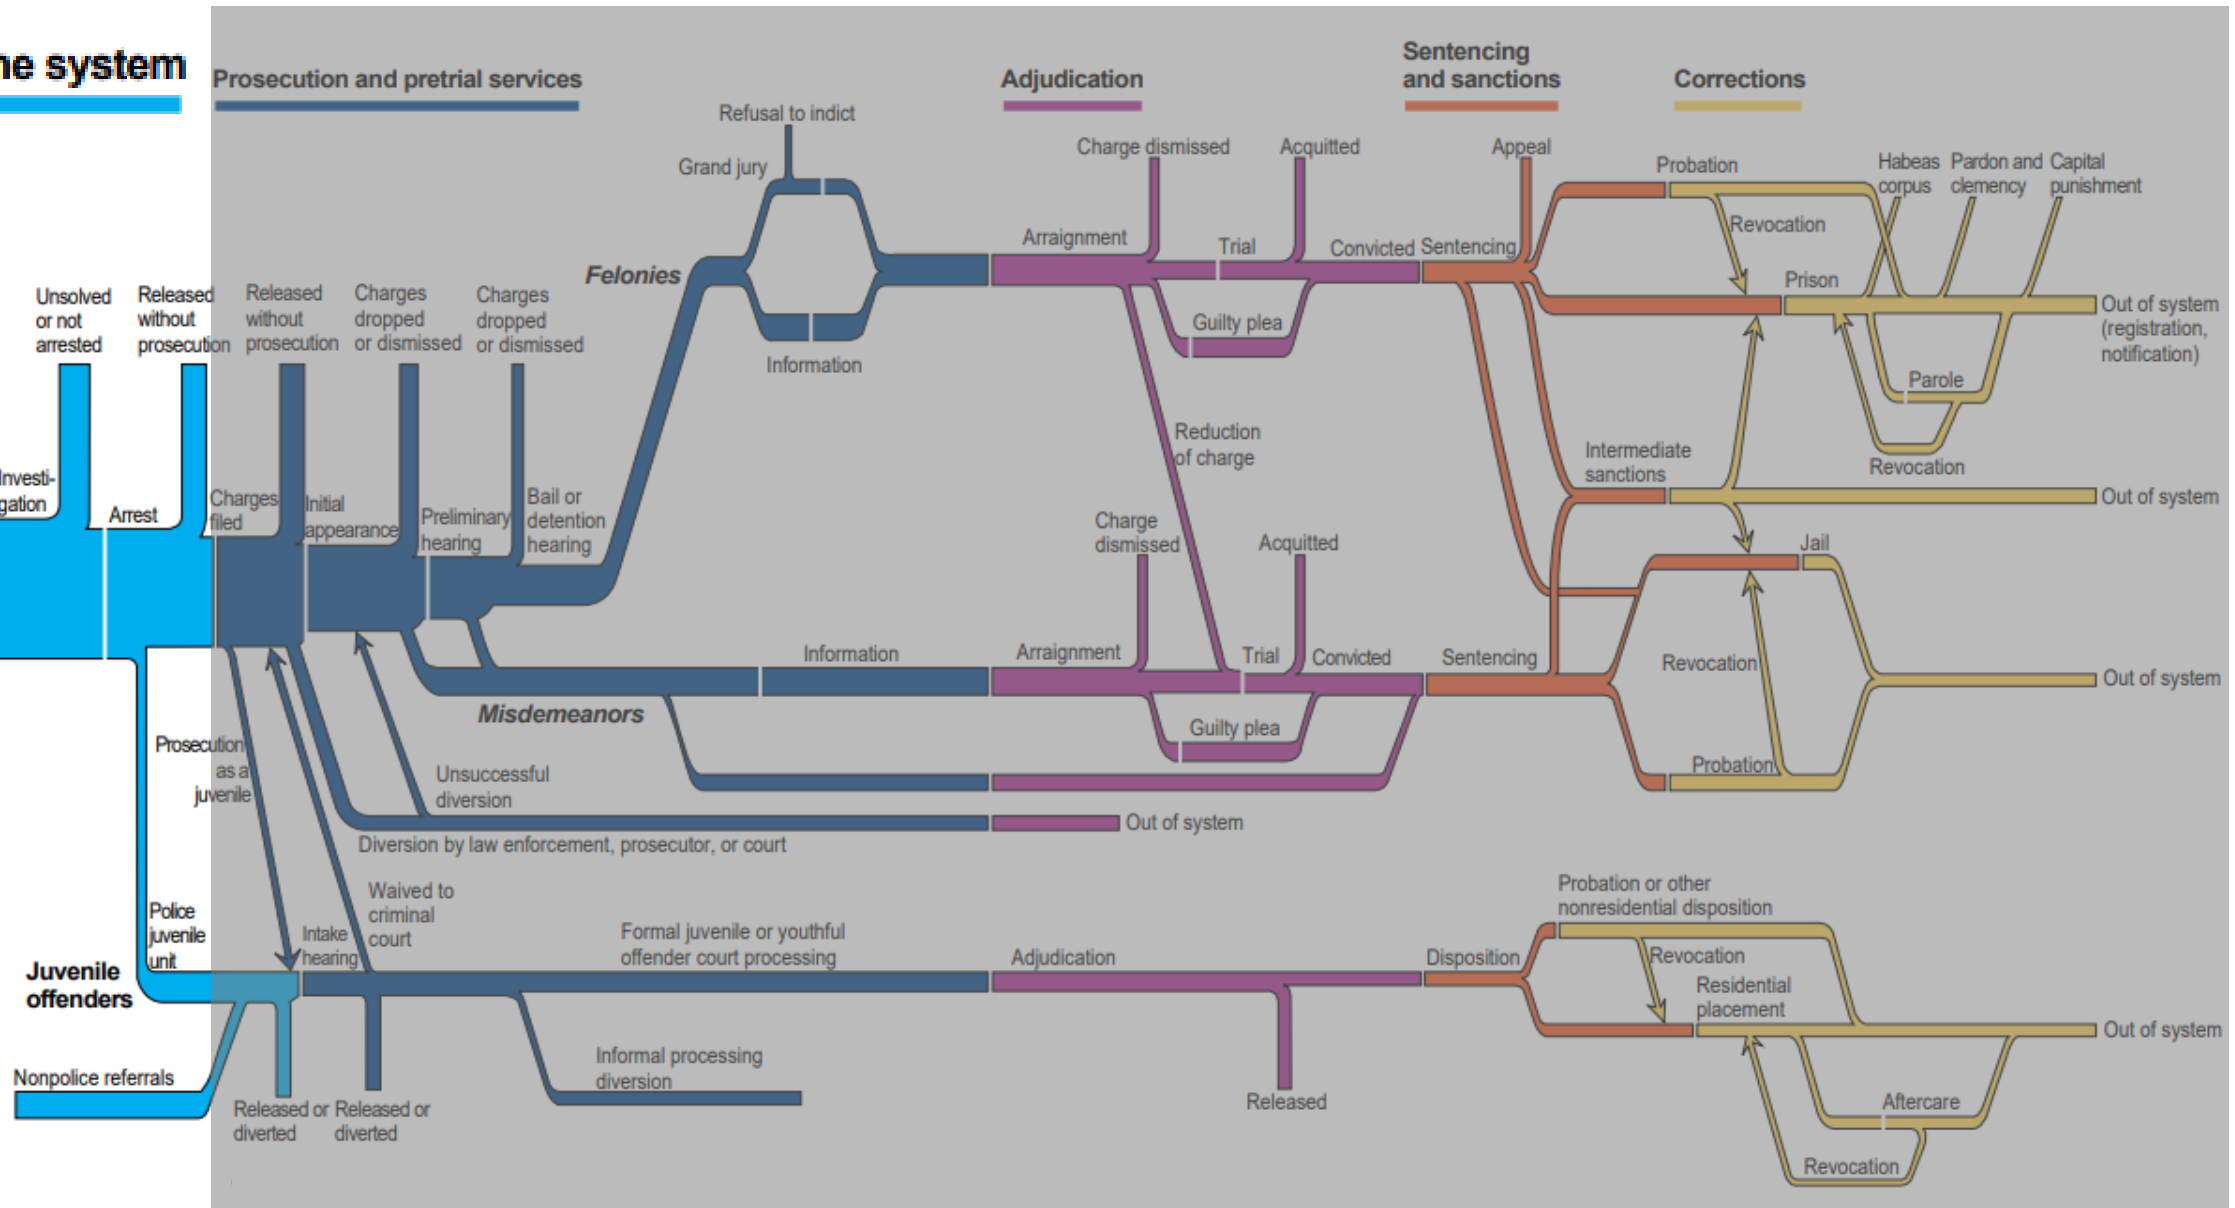 ne system
Prosecution and pretrial services
Adjudication
Sentencing
and sanctions
Corrections
Refusal to indict
Grand jury
Felonies
Information
Charge dismissed
Acquitted
Arraignment
Trial
Convicted
Guilty plea
Reduction
of charge
Appeal
Sentencing
Probation
Revocation
Prison
Habeas
corpus
Pardon and
clemency
Capital
punishment
Out of system
(registration,
notification)
Parole
Revocation
Intermediate
sanctions
Out of system
Unsolved
or not
arrested
Released
without
prosecution
Released
without
prosecution
Charges
dropped
or dismissed
Charges
dropped
or dismissed
Investi-
gation
Arrest
Charges
filed
Initial
appearance
Preliminary
hearing
Bail or
detention
hearing
Charge
dismissed
Acquitted
Information
Arraignment
Trial
Convicted
Sentencing
Guilty plea
Misdemeanors
Jail
Revocation
Probation
Out of system
Unsuccessful
diversion
Out of system
Diversion by law enforcement, prosecutor, or court
Prosecution
as a
juvenile
Waived to
criminal
court
Police
juvenile
unit
Juvenile
offenders
Intake
hearing
Formal juvenile or youthful
offender court processing
Adjudication
Disposition
Probation or other
nonresidential disposition
Revocation
Residential
placement
Out of system
Nonpolice referrals
Released or
diverted
Released or
diverted
Informal processing
diversion
Released
Aftercare
Revocation